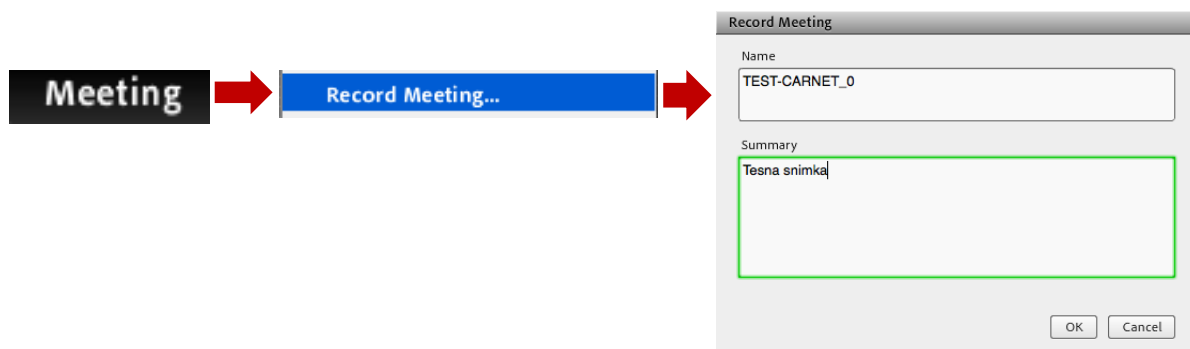 Meeting
Record Meeting...
Record Meeting
Name
TEST-CARNET_0
Summary
Tesna snimka
OK
Cancel